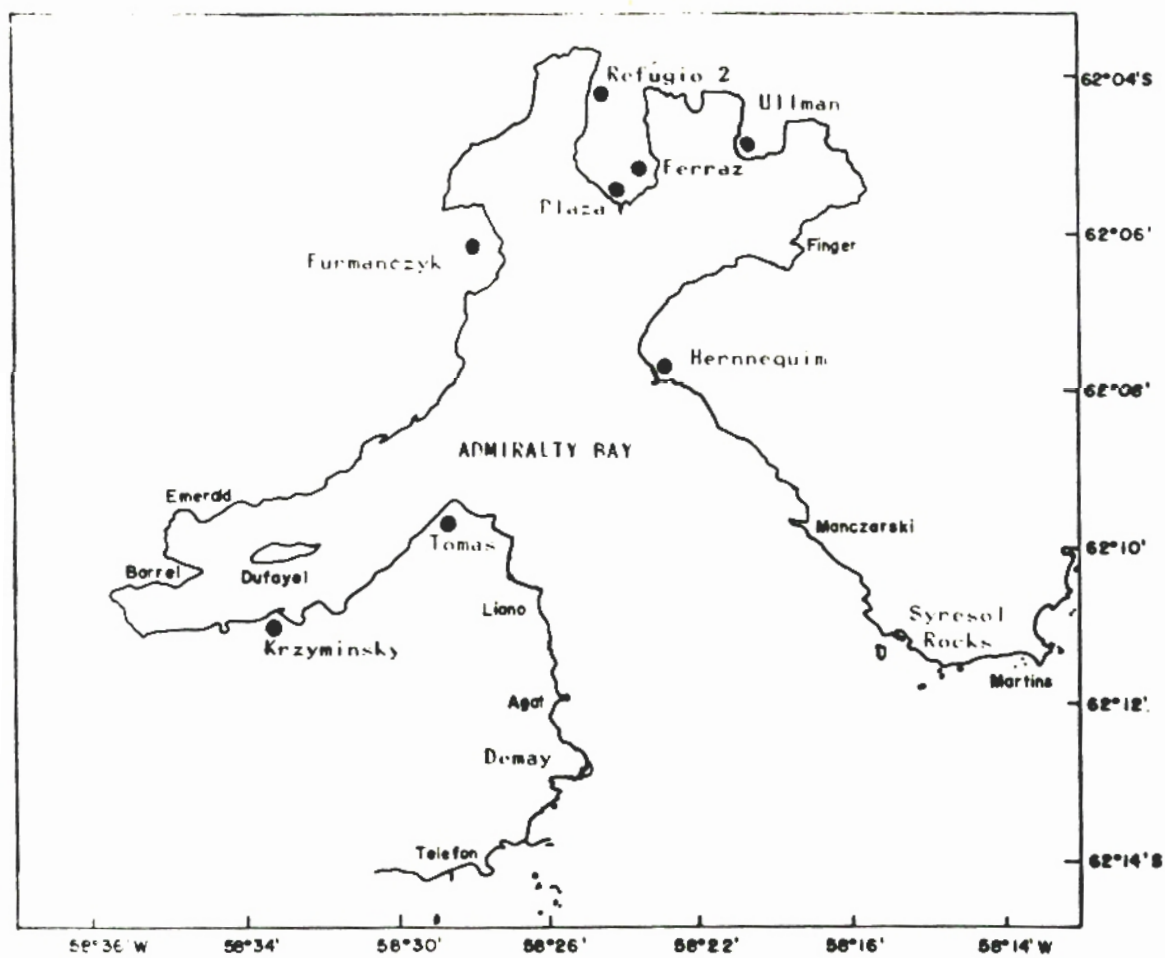 Refúgio 2
62°04'S
Ullman
Ferraz
Plaza
62°06'
Finger
Furmanczyk
Hernnequim
62°08'
ADMIRALTY BAY
Emerald
Manczarski
Tomas
62°10'
Barrel
Dufayel
Liano
Syresol
Rocks
Krzyminsky
Martins
Agat
62°12'
Demay
Telefon
62°14'S
58°36'W
58°34'
58°30'
58°26'
58°22'
58°16'
58°14'W